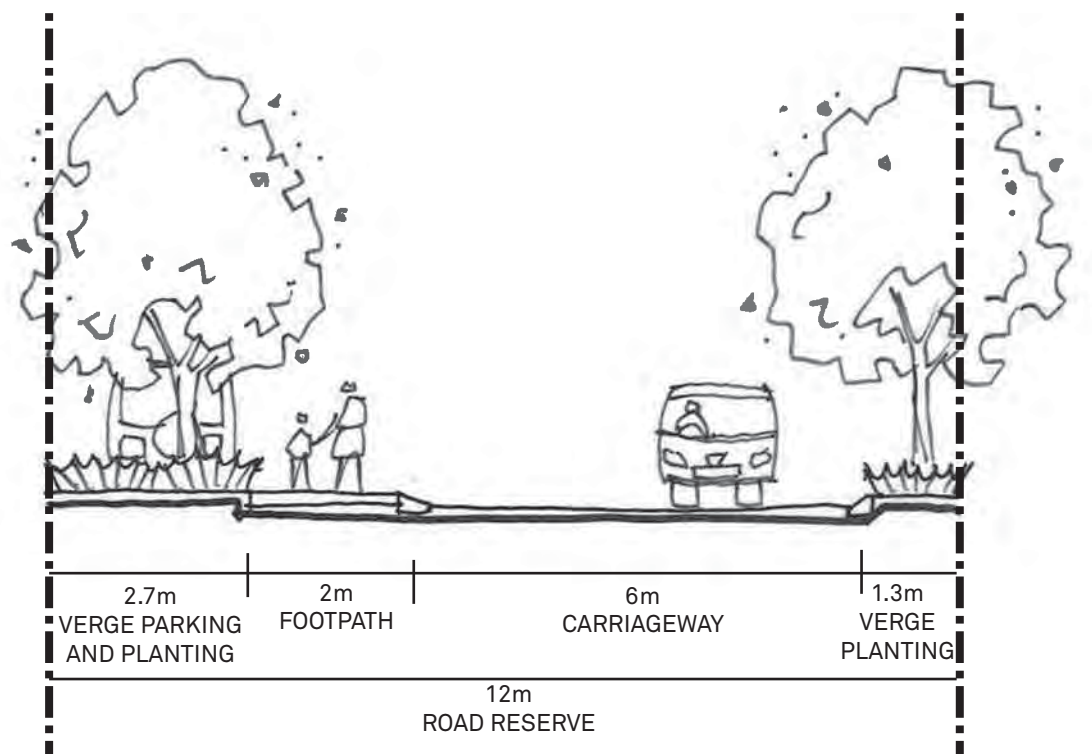 2.7m
VERGE PARKING
AND PLANTING
2m
FOOTPATH
6m
CARRIAGEWAY
1.3m
VERGE
PLANTING
12m
ROAD RESERVE